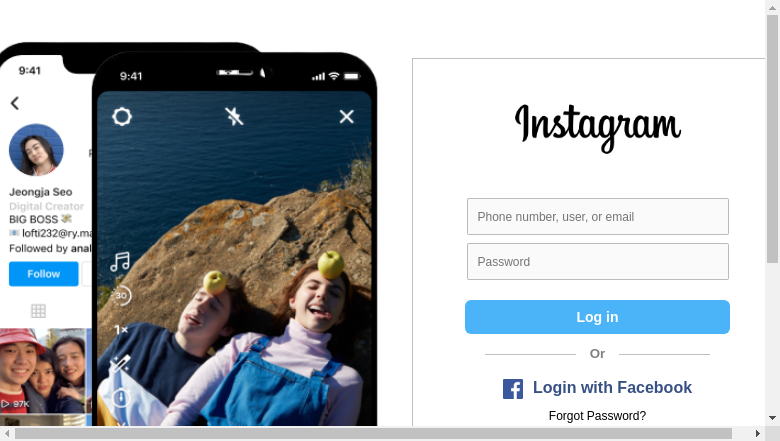 9:41
Jeongja Seo
Digital Creator
BIG BOSS
lofti232@ry.ma
Followed by anal
Follow
97K
9:41
30
1x
Instagram
Phone number, user, or email
Password
Log in
Or
Login with Facebook
Forgot Password?